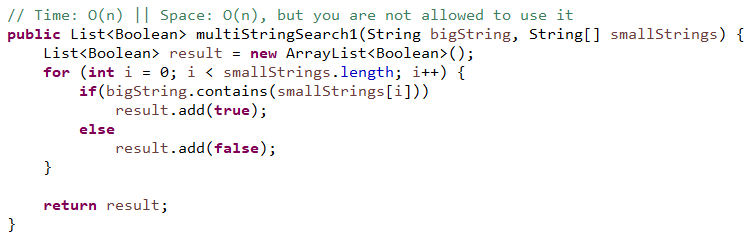 // Time: O(n) || Space: O(n), but you are not allowed to use it
public List<Boolean> multiStringSearch1(String bigString, String[] smallStrings) {
    List<Boolean> result = new ArrayList<Boolean>();
    for (int i = 0; i < smallStrings.length; i++) {
        if(bigString.contains(smallStrings[i]))
            result.add(true);
        else
            result.add(false);
    }

    return result;
}